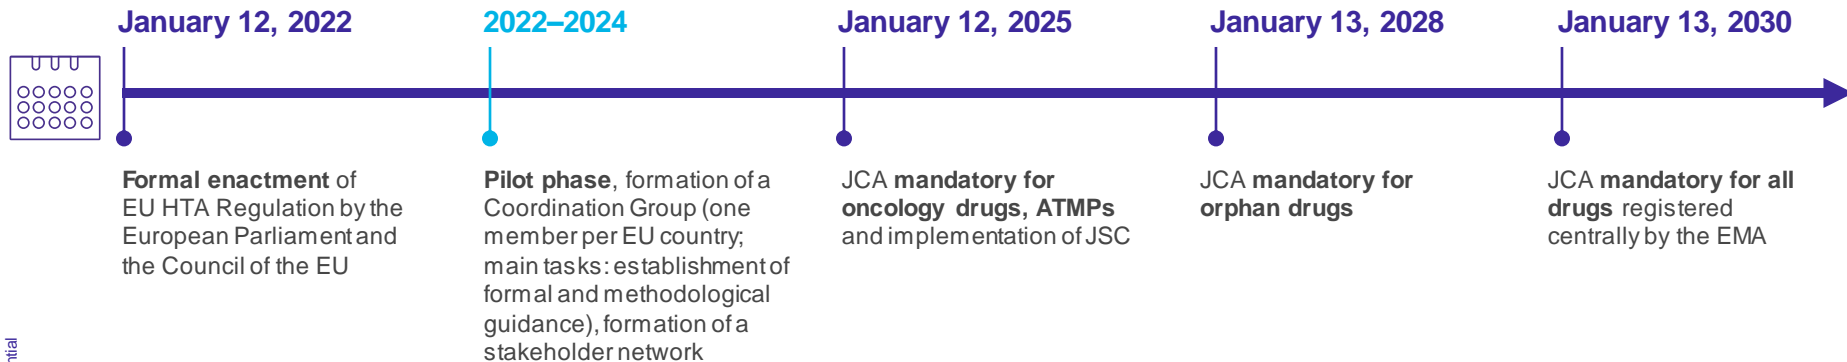 January 12, 2022
Formal enactment of
EU HTA Regulation by the
European Parliament and
the Council of the EU
2022–2024
Pilot phase, formation of a
Coordination Group (one
member per EU country;
main tasks: establishment of
formal and methodological
guidance), formation of a
stakeholder network
January 12, 2025
JCA mandatory for
oncology drugs, ATMPs
and implementation of JSC
January 13, 2028
JCA mandatory for
orphan drugs
January 13, 2030
JCA mandatory for all
drugs registered
centrally by the EMA